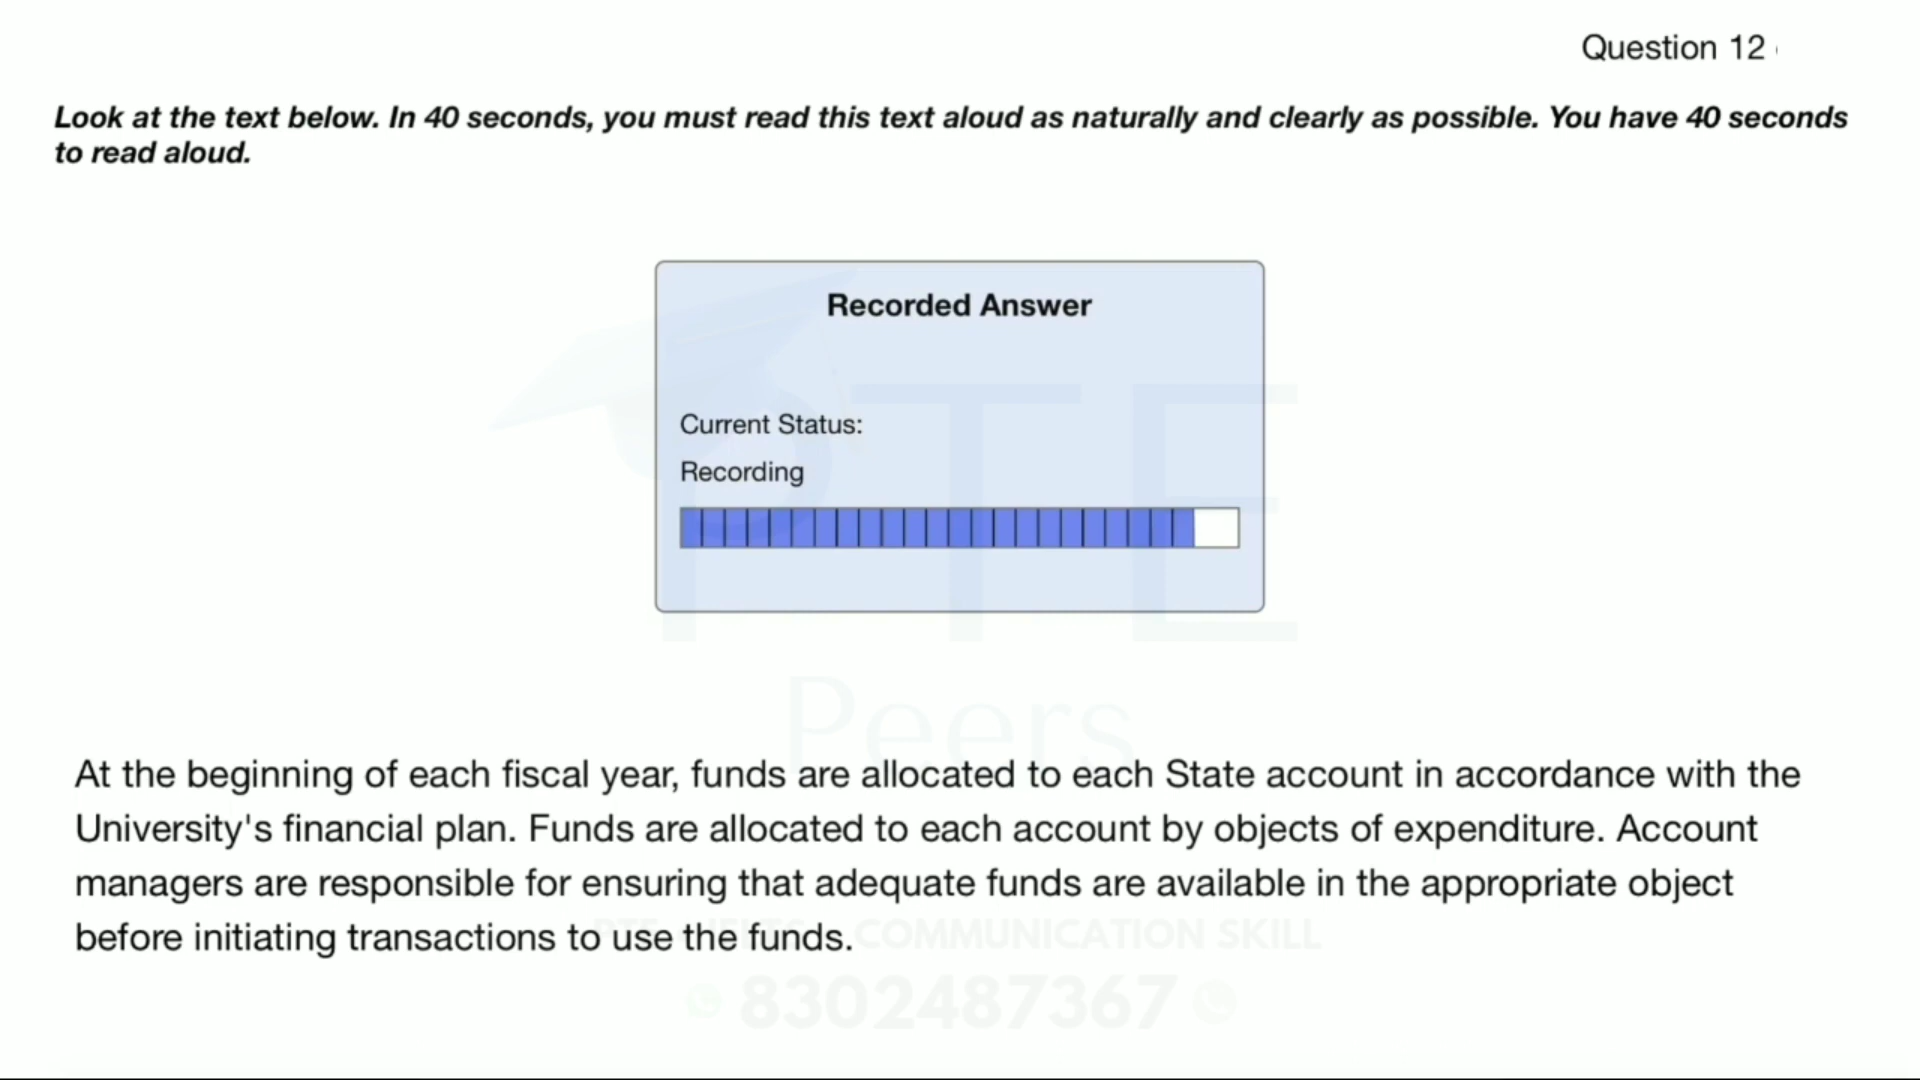 Question 12
Look at the text below. In 40 seconds, you must read this text aloud as naturally and clearly as possible. You have 40 seconds
to read aloud.
Recorded Answer
Current Status:
Recording
PTE
Peers
At the beginning of each fiscal year, funds are allocated to each State account in accordance with the
University's financial plan. Funds are allocated to each account by objects of expenditure. Account
managers are responsible for ensuring that adequate funds are available in the appropriate object
before initiating transactions to use the funds.
COMMUNICATION SKILL
8302487367